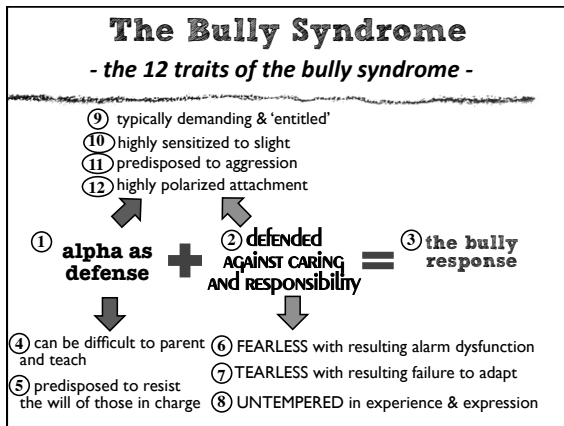 The Bully Syndrome
- the 12 traits of the bully syndrome -
9 typically demanding & ‘entitled’
10 highly sensitized to slight
11 predisposed to aggression
12 highly polarized attachment
1 alpha as
defense
+
2 DEFENDED
AGAINST CARING
AND RESPONSIBILITY
=
3 the bully
response
4 can be difficult to parent
and teach
5 predisposed to resist
the will of those in charge
6 FEARLESS with resulting alarm dysfunction
7 TEARLESS with resulting failure to adapt
8 UNTEMPERED in experience & expression